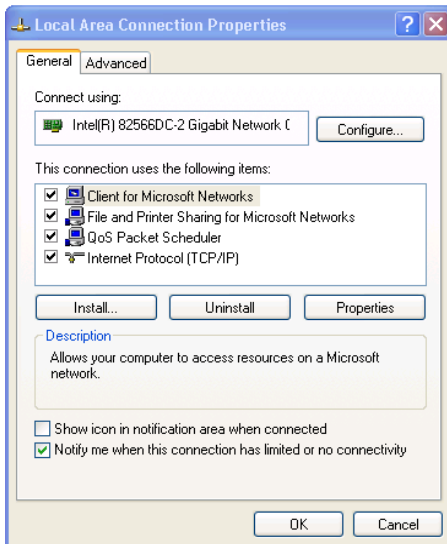 Local Area Connection Properties
General
Advanced
Connect using:
Intel(R) 82566DC-2 Gigabit Network C
Configure...
This connection uses the following items:
Client for Microsoft Networks
File and Printer Sharing for Microsoft Networks
QoS Packet Scheduler
Internet Protocol (TCP/IP)
Install...
Uninstall
Properties
Description
Allows your computer to access resources on a Microsoft
network.
Show icon in notification area when connected
Notify me when this connection has limited or no connectivity
OK
Cancel